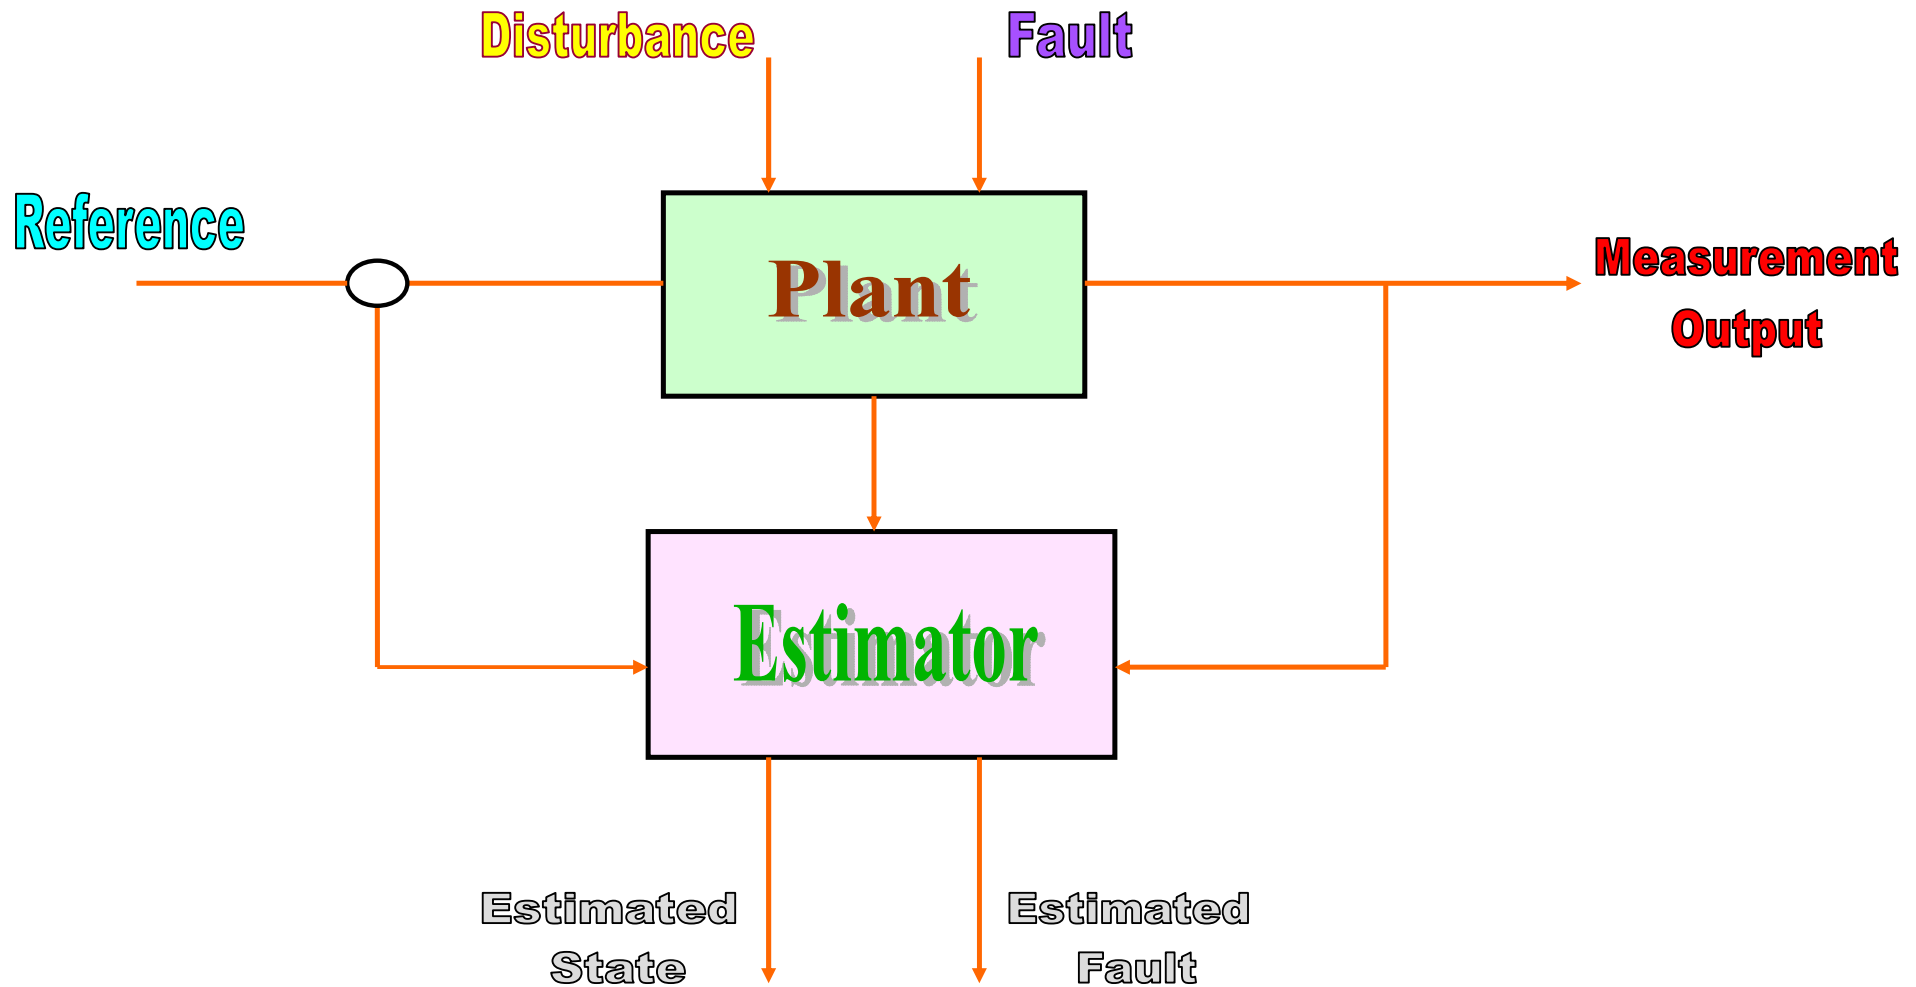 Disturbance
Fault
Reference
Plant
Measurement
Output
Estimator
Estimated
State
Estimated
Fault